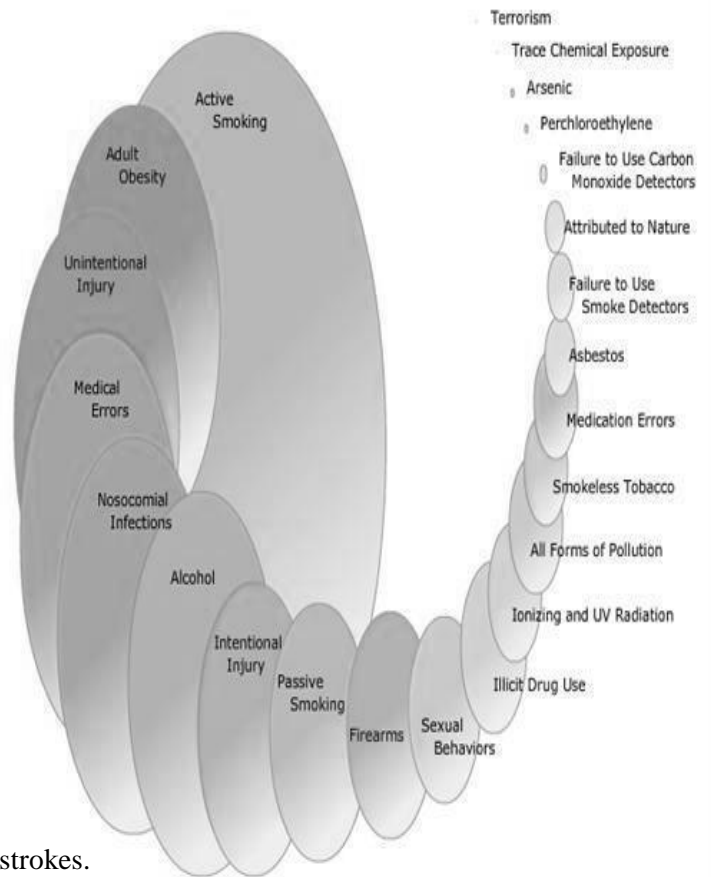 Terrorism
Trace Chemical Exposure
Arsenic
Perchloroethylene
Failure to Use Carbon
Monoxide Detectors
Attributed to Nature
Failure to Use
Smoke Detectors
Asbestos
Medication Errors
Smokeless Tobacco
All Forms of Pollution
Ionizing and UV Radiation
Illicit Drug Use
Sexual
Behaviors
Firearms
Passive
Smoking
Intentional
Injury
Alcohol
Nosocomial
Infections
Medical
Errors
Unintentional
Injury
Adult
Obesity
Active
Smoking
strokes.